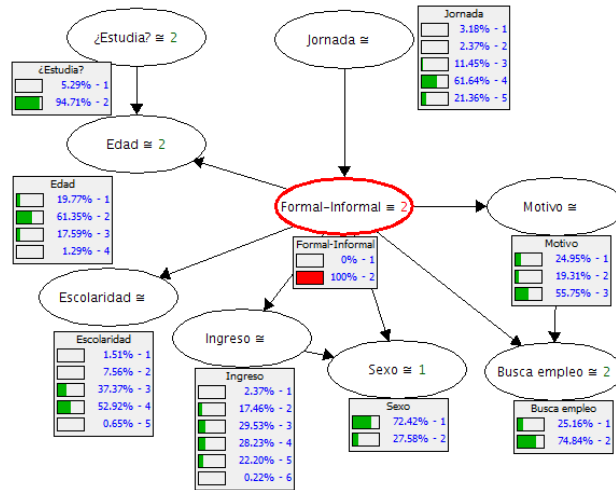 ¿Estudia? ≅ 2
Jornada ≅
Jornada
3.18% - 1
2.37% - 2
11.45% - 3
61.64% - 4
21.36% - 5
¿Estudia?
5.29% - 1
94.71% - 2
Edad ≅ 2
Edad
19.77% - 1
61.35% - 2
17.59% - 3
1.29% - 4
Formal-Informal ≅ 2
Formal-Informal
0% - 1
100% - 2
Motivo ≅
Motivo
24.95% - 1
19.31% - 2
55.75% - 3
Escolaridad ≅
Escolaridad
1.51% - 1
7.56% - 2
37.37% - 3
52.92% - 4
0.65% - 5
Ingreso ≅
Ingreso
2.37% - 1
17.46% - 2
29.53% - 3
28.23% - 4
22.20% - 5
0.22% - 6
Sexo ≅ 1
Sexo
72.42% - 1
27.58% - 2
Busca empleo ≅ 2
Busca empleo
25.16% - 1
74.84% - 2